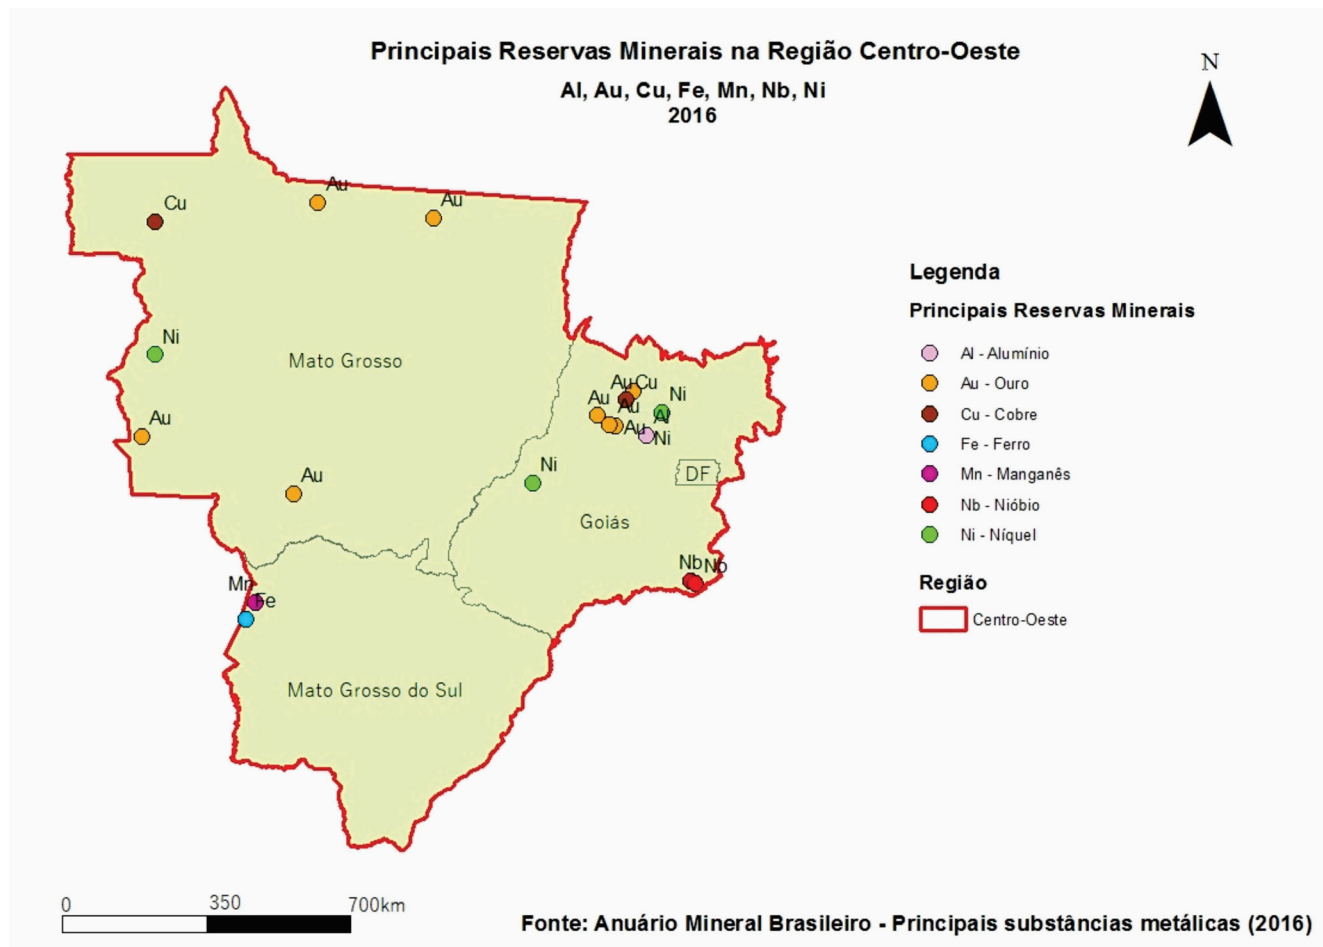 Principais Reservas Minerais na Região Centro-Oeste
Al, Au, Cu, Fe, Mn, Nb, Ni
2016
N
Au
Cu
Au
Ni
Mato Grosso
Au
Au
Au Cu
Ni
Au
Au
Al
Au
Ni
Ni
DF
Goiás
Nb
Nb
Mn
Fe
Mato Grosso do Sul
Legenda
Principais Reservas Minerais
Al - Alumínio
Au - Ouro
Cu - Cobre
Fe - Ferro
Mn - Manganês
Nb - Nióbio
Ni - Níquel
Região
Centro-Oeste
0 350 700km
Fonte: Anuário Mineral Brasileiro - Principais substâncias metálicas (2016)